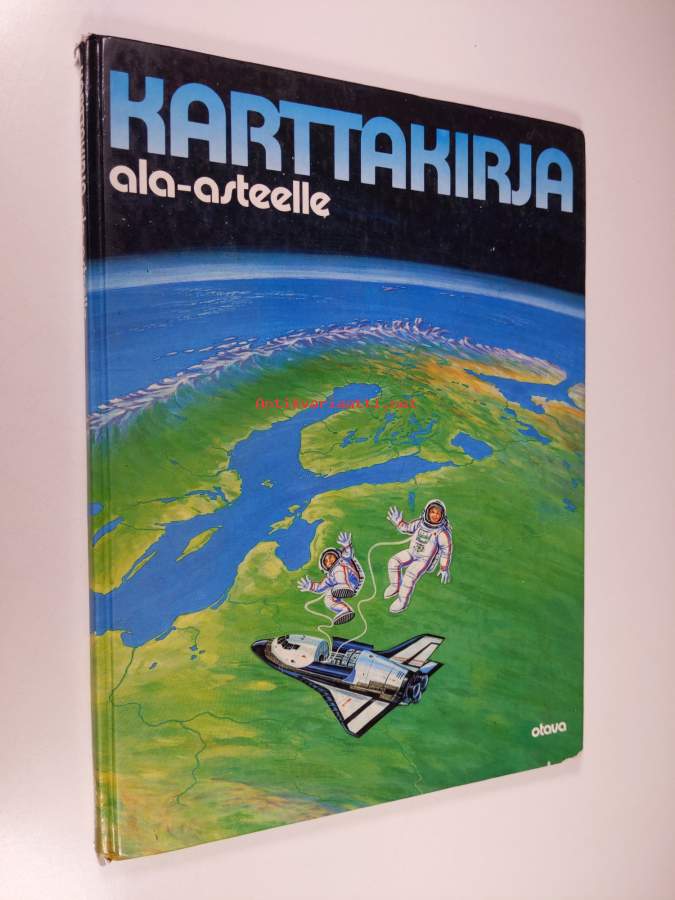 KARTTAKIRJA
ala-asteelle
Antikvariaatti.net
otava